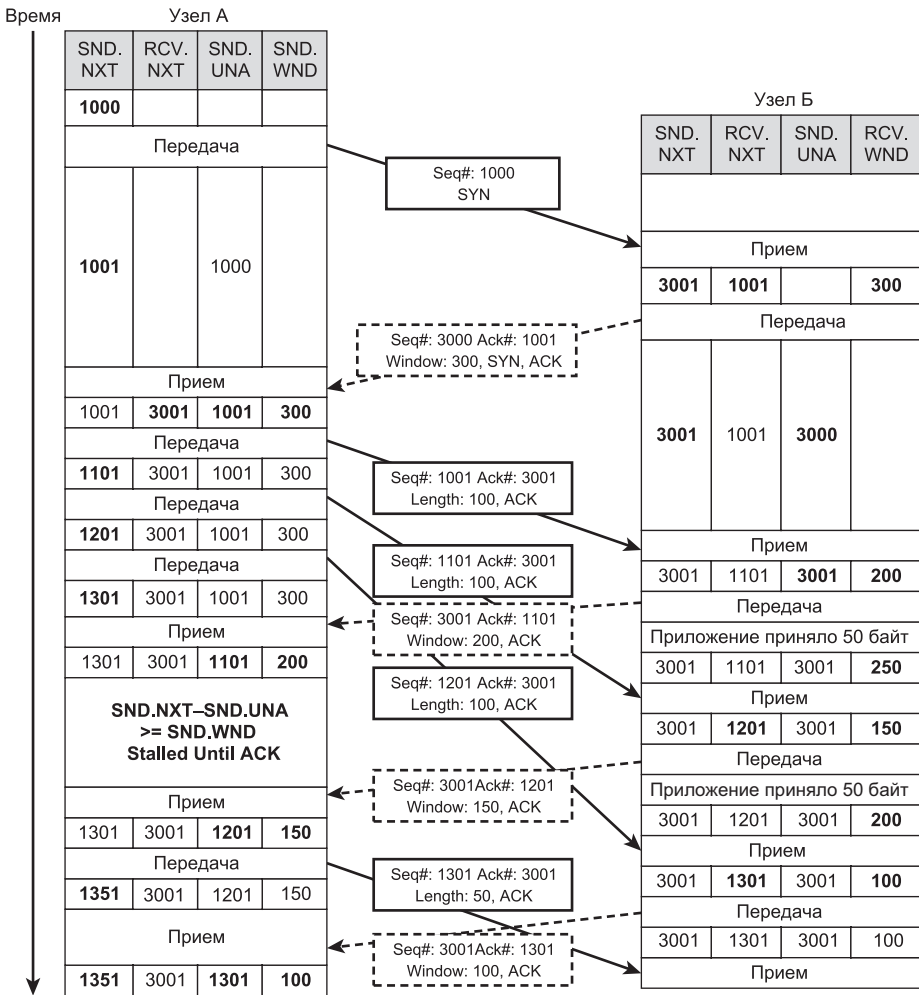 Время
Узел А
SND. NXT RCV. NXT SND. UNA SND. WND
1000
Передача
1001 1000
Прием
1001 3001 1001 300
Передача
1101 3001 1001 300
Передача
1201 3001 1001 300
Передача
1301 3001 1001 300
Прием
1301 3001 1101 200
SND.NXT–SND.UNA
>= SND.WND
Stalled Until ACK
Прием
1301 3001 1201 150
Передача
1351 3001 1201 150
Прием
1351 3001 1301 100
Seq#: 1000
SYN
Seq#: 3000 Ack#: 1001
Window: 300, SYN, ACK
Seq#: 1001 Ack#: 3001
Length: 100, ACK
Seq#: 1101 Ack#: 3001
Length: 100, ACK
Seq#: 3001 Ack#: 1101
Window: 200, ACK
Seq#: 1201 Ack#: 3001
Length: 100, ACK
Seq#: 3001Ack#: 1201
Window: 150, ACK
Seq#: 1301 Ack#: 3001
Length: 50, ACK
Seq#: 3001Ack#: 1301
Window: 100, ACK
Узел Б
SND. NXT RCV. NXT SND. UNA RCV. WND
Прием
3001 1001 300
Передача
3001 1001 3000
Прием
3001 1101 3001 200
Передача
Приложение приняло 50 байт
3001 1101 3001 250
Прием
3001 1201 3001 150
Передача
Приложение приняло 50 байт
3001 1201 3001 200
Прием
3001 1301 3001 100
Передача
3001 1301 3001 100
Прием